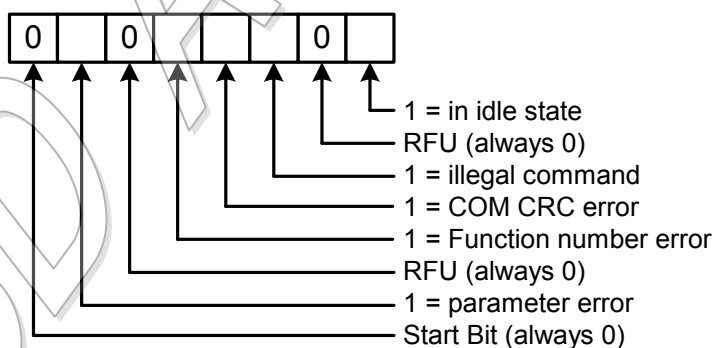 0 0 0
1 = in idle state
RFU (always 0)
1 = illegal command
1 = COM CRC error
1 = Function number error
RFU (always 0)
1 = parameter error
Start Bit (always 0)